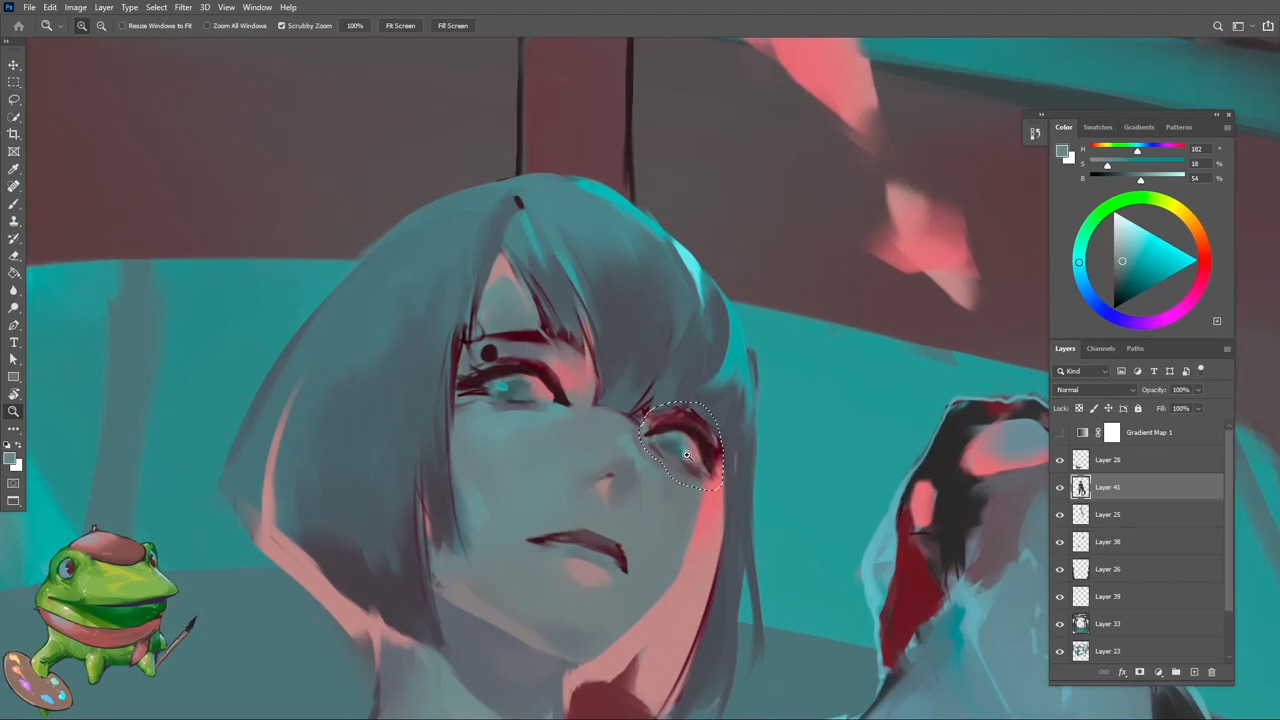 Ps File Edit Image Layer Type Select Filter 3D View Window Help
Resize Windows to Fit Zoom All Windows Scrubby Zoom 100% Fit Screen Fill Screen
Color Swatches Gradients Patterns
H 182 °
S 18 %
B 54 %
Layers Channels Paths
Kind
Normal Opacity: 100%
Lock: Fill: 100%
Gradient Map 1
Layer 28
Layer 41
Layer 25
Layer 38
Layer 26
Layer 39
Layer 33
Layer 23
fx